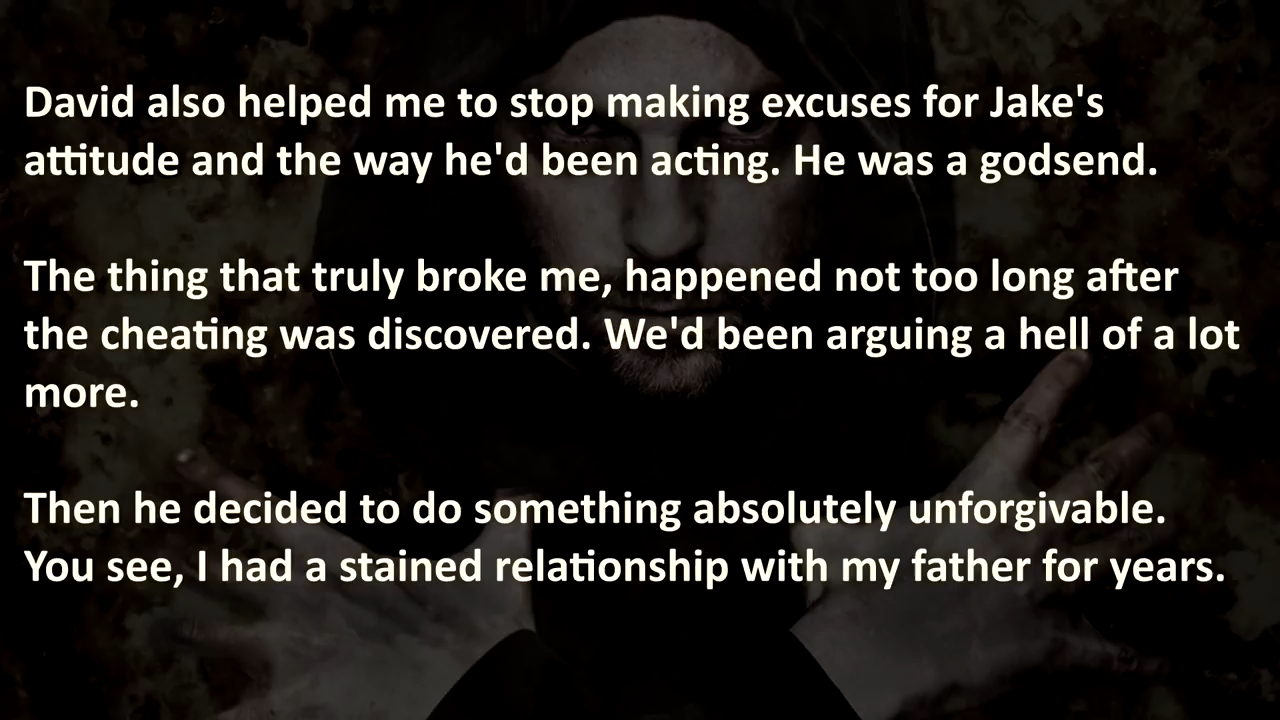 David also helped me to stop making excuses for Jake's
attitude and the way he'd been acting. He was a godsend.
The thing that truly broke me, happened not too long after
the cheating was discovered. We'd been arguing a hell of a lot
more.
Then he decided to do something absolutely unforgivable.
You see, I had a stained relationship with my father for years.